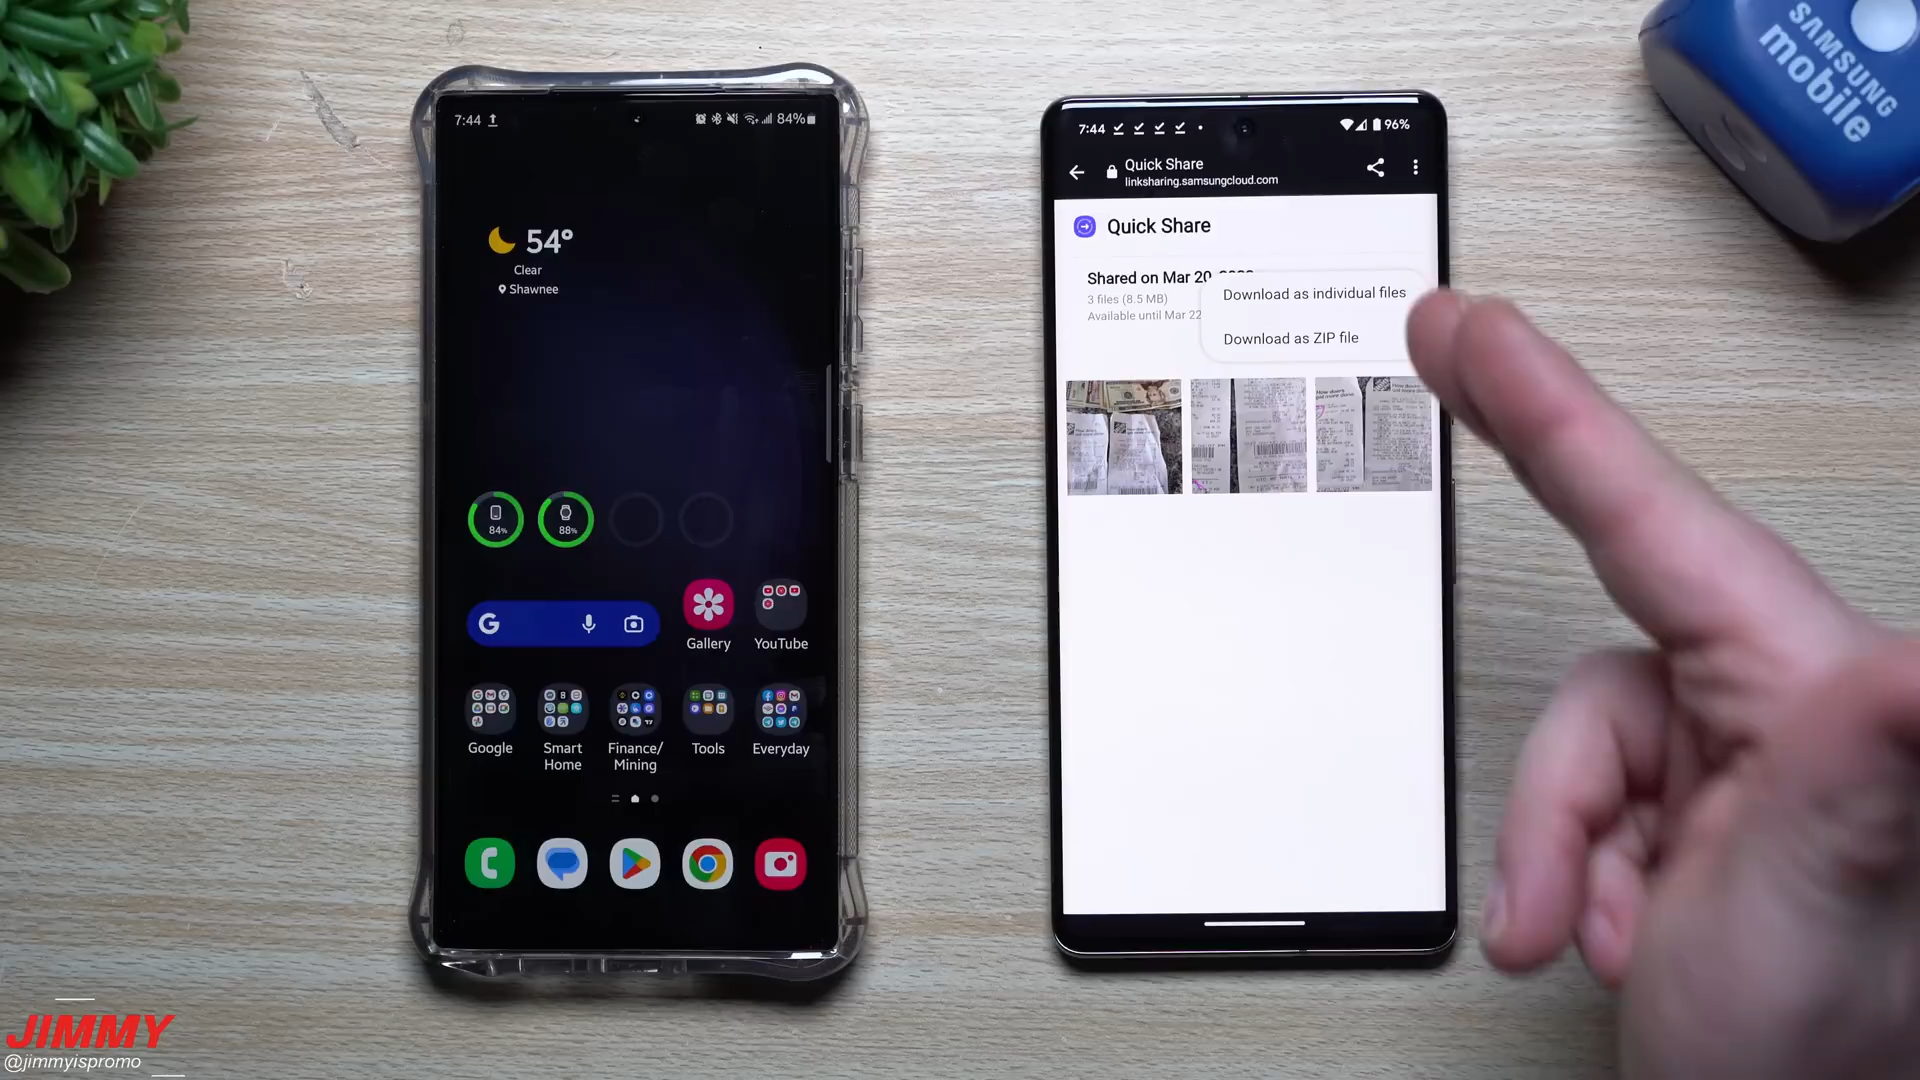 7:44
84%
54°
Clear
Shawnee
84%
88%
Gallery
YouTube
Google
Smart
Home
Finance/
Mining
Tools
Everyday
7:44
96%
Quick Share
linksharing.samsungcloud.com
Quick Share
Shared on Mar 20
3 files (8.5 MB)
Available until Mar 22
Download as individual files
Download as ZIP file
SAMSUNG
mobile
JIMMY
@jimmyispromo